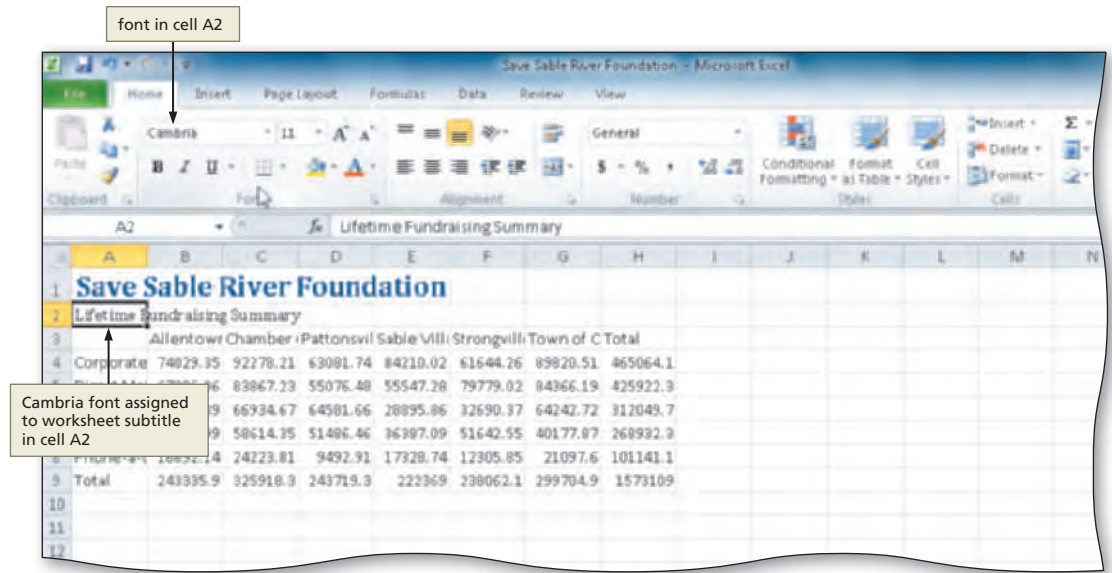 font in cell A2
Save Sable River Foundation - Microsoft Excel
File Home Insert Page Layout Formulas Data Review View
Cambria 11 A A General
Paste B I U A $ % , Conditional Formatting Format as Table Cell Styles Insert Delete Format Σ
Clipboard Font Alignment Number Styles Cells
A2 fx Lifetime Fundraising Summary
A B C D E F G H I J K L M N
1 Save Sable River Foundation
2 Lifetime Fundraising Summary
3 Allentown Chamber Pattonsvil Sable Villa Strongvill Town of C Total
4 Corporate 74029.35 92278.21 63081.74 84210.02 61644.26 89820.51 465064.1
83867.23 55076.48 55547.28 79779.02 84366.19 425922.3
66934.67 64581.66 28895.86 32690.37 64242.72 312049.7
58614.35 51486.46 36387.09 51642.55 40177.87 268932.3
8 24223.81 9492.91 17328.74 12305.85 21097.6 101141.1
9 Total 243335.9 325918.3 243719.3 222369 238062.1 299704.9 1573109
10
11
12
Cambria font assigned
to worksheet subtitle
in cell A2